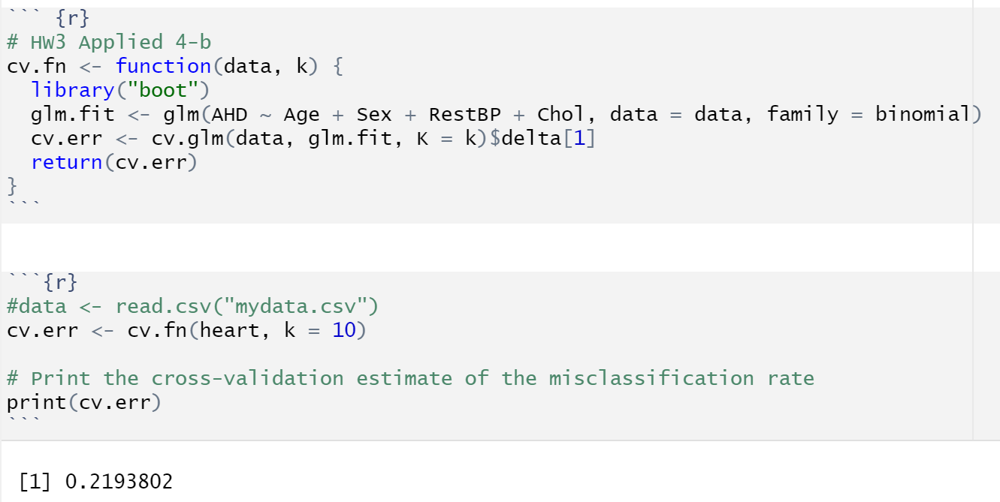 ``` {r}
# HW3 Applied 4-b
cv.fn <- function(data, k) {
  library("boot")
  glm.fit <- glm(AHD ~ Age + Sex + RestBP + Chol, data = data, family = binomial)
  cv.err <- cv.glm(data, glm.fit, K = k)$delta[1]
  return(cv.err)
}
```
```{r}
#data <- read.csv("mydata.csv")
cv.err <- cv.fn(heart, k = 10)
# Print the cross-validation estimate of the misclassification rate
print(cv.err)
```
[1] 0.2193802